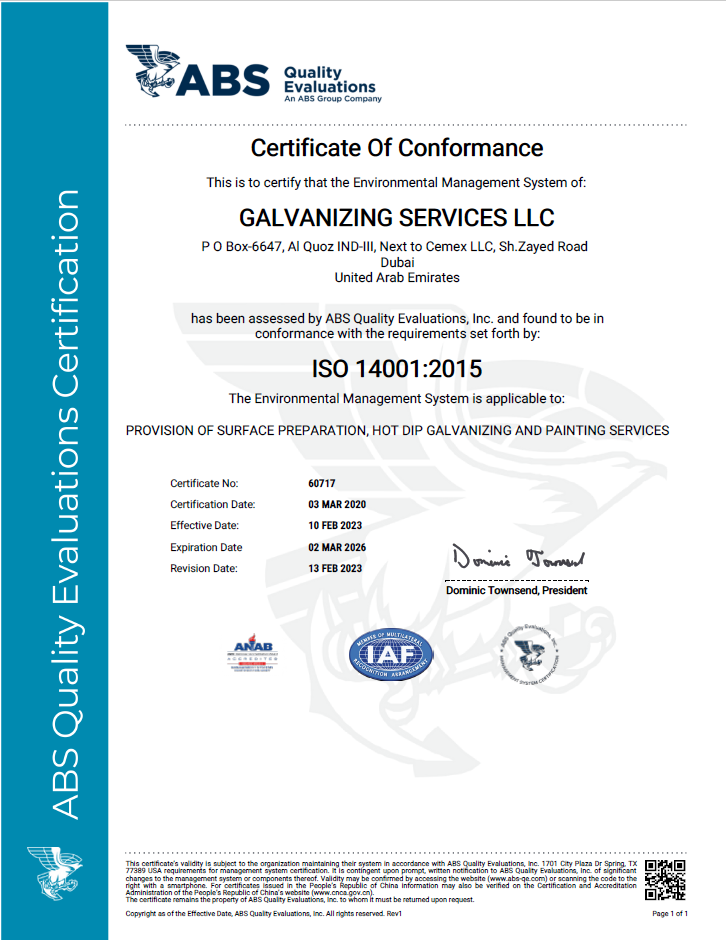 ABS Quality Evaluations Certification
ABS Quality
Evaluations
An ABS Group Company
Certificate Of Conformance
This is to certify that the Environmental Management System of:
GALVANIZING SERVICES LLC
P O Box-6647, Al Quoz IND-III, Next to Cemex LLC, Sh.Zayed Road
Dubai
United Arab Emirates
has been assessed by ABS Quality Evaluations, Inc. and found to be in
conformance with the requirements set forth by:
ISO 14001:2015
The Environmental Management System is applicable to:
PROVISION OF SURFACE PREPARATION, HOT DIP GALVANIZING AND PAINTING SERVICES
Certificate No: 60717
Certification Date: 03 MAR 2020
Effective Date: 10 FEB 2023
Expiration Date 02 MAR 2026
Revision Date: 13 FEB 2023
Dominic Townsend
Dominic Townsend, President
ANAB
ACCREDITED
MEMBER OF MULTILATERAL
IAF
RECOGNITION ARRANGEMENT
ABS Quality Evaluations, Inc.
MANAGEMENT SYSTEM CERTIFICATION
This certificate's validity is subject to the organization maintaining their system in accordance with ABS Quality Evaluations, Inc. 1701 City Plaza Dr Spring, TX
77389 USA requirements for management system certification. It is contingent upon prompt, written notification to ABS Quality Evaluations, Inc. of significant
changes to the management system or components thereof. Validity may be confirmed by accessing the website (www.abs-qe.com) or scanning the code to the
right with a smartphone. For certificates issued in the People's Republic of China information may also be verified on the Certification and Accreditation
Administration of the People's Republic of China's website (www.cnca.gov.cn).
The certificate remains the property of ABS Quality Evaluations, Inc. to whom it must be returned upon request.
Copyright as of the Effective Date, ABS Quality Evaluations, Inc. All rights reserved. Rev1
Page 1 of 1